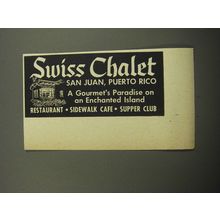 Swiss Chalet
SAN JUAN, PUERTO RICO
A Gourmet's Paradise on
an Enchanted Island
RESTAURANT • SIDEWALK CAFE • SUPPER CLUB